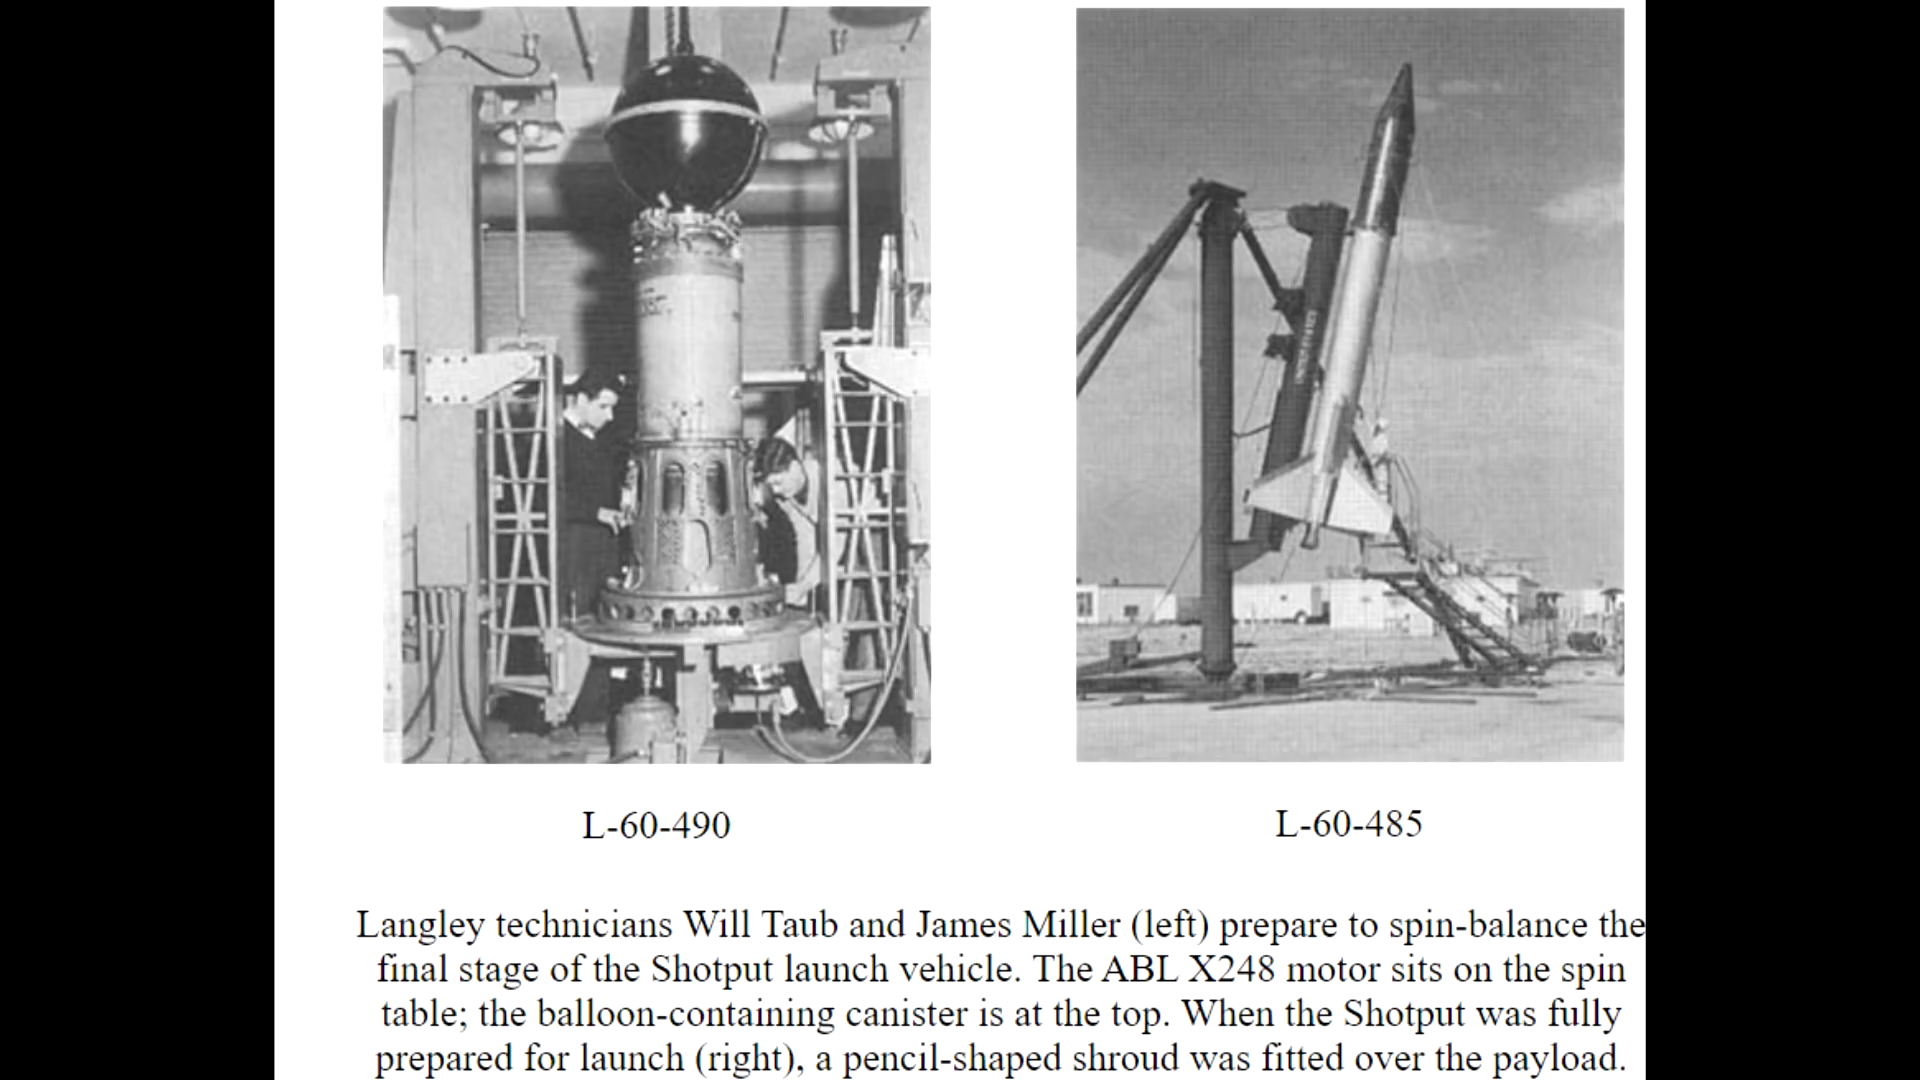 L-60-490
L-60-485
Langley technicians Will Taub and James Miller (left) prepare to spin-balance the
final stage of the Shotput launch vehicle. The ABL X248 motor sits on the spin
table; the balloon-containing canister is at the top. When the Shotput was fully
prepared for launch (right), a pencil-shaped shroud was fitted over the payload.